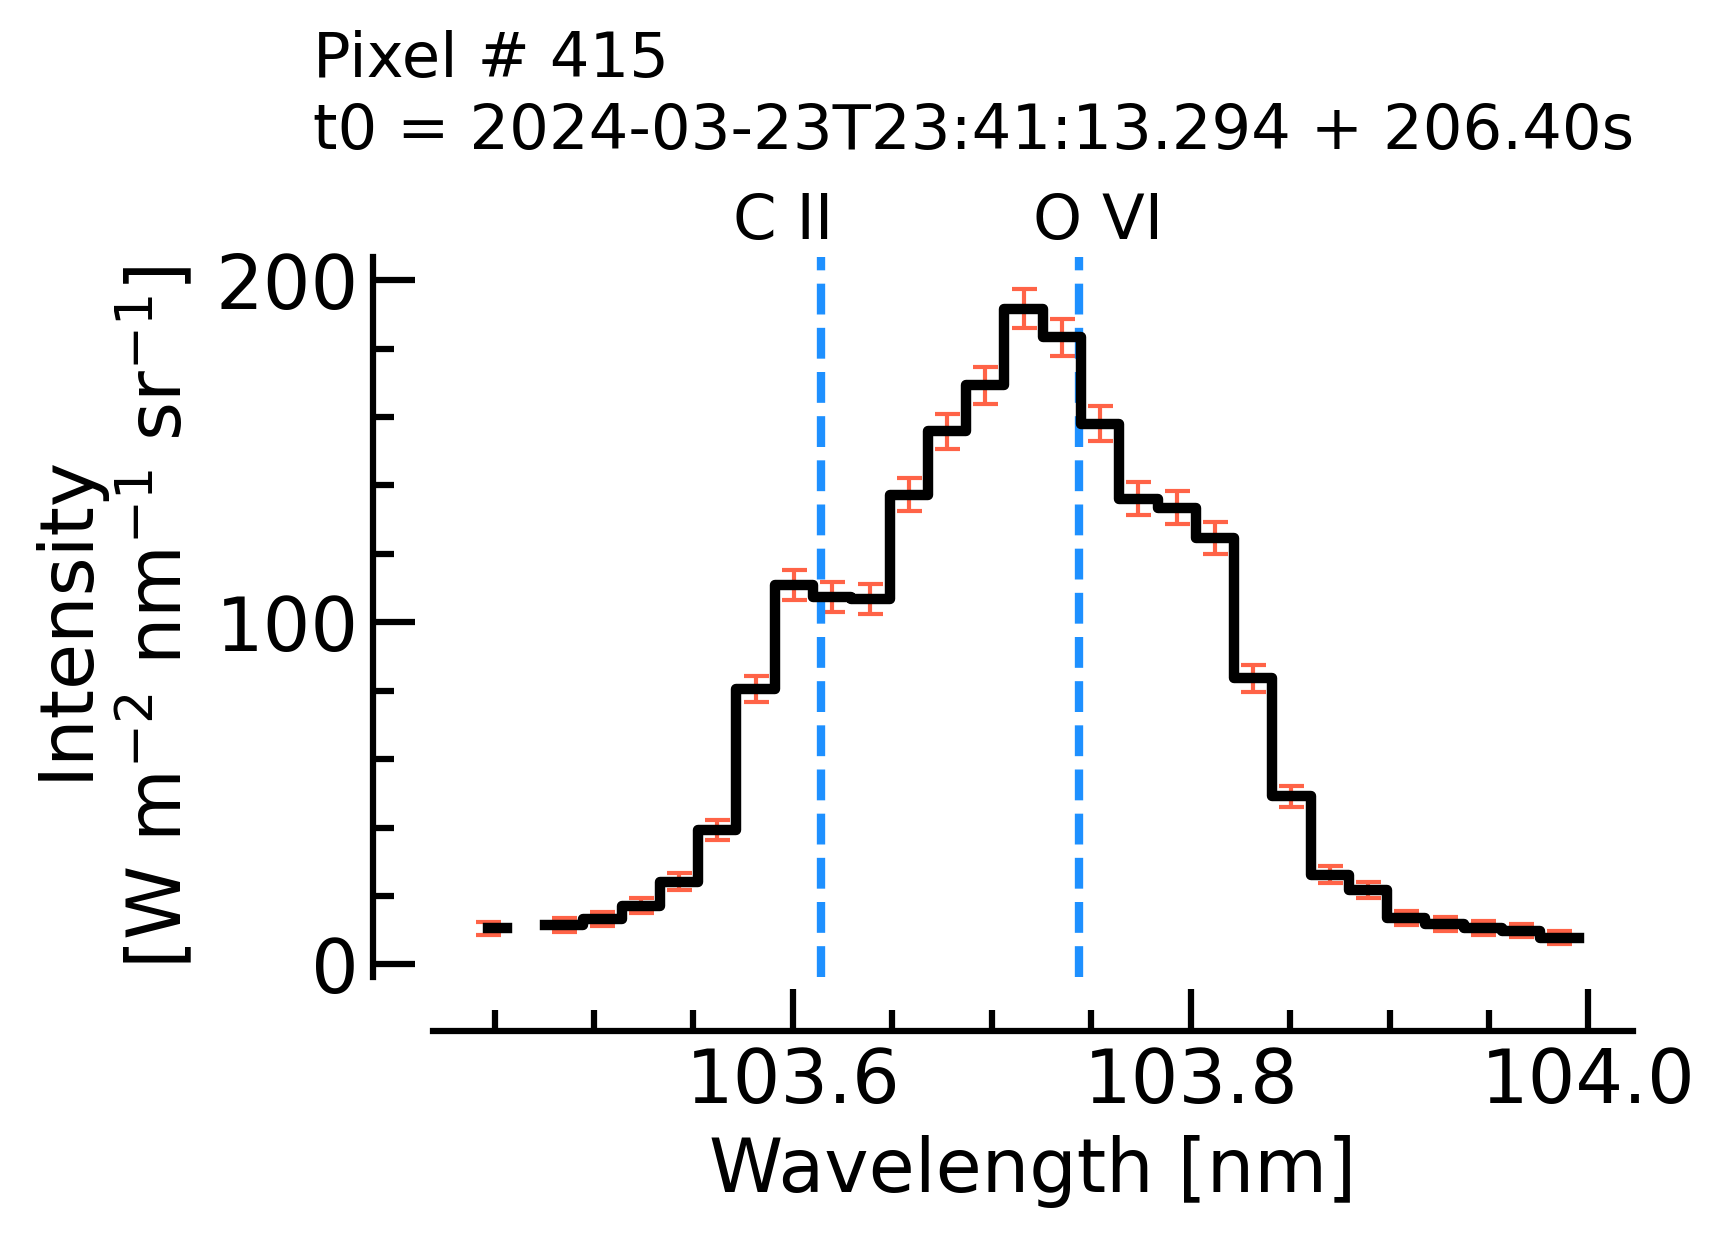 Pixel # 415
t0 = 2024-03-23T23:41:13.294 + 206.40s
C II
O VI
200
100
0
Intensity
[W m⁻² nm⁻¹ sr⁻¹]
103.6
103.8
104.0
Wavelength [nm]